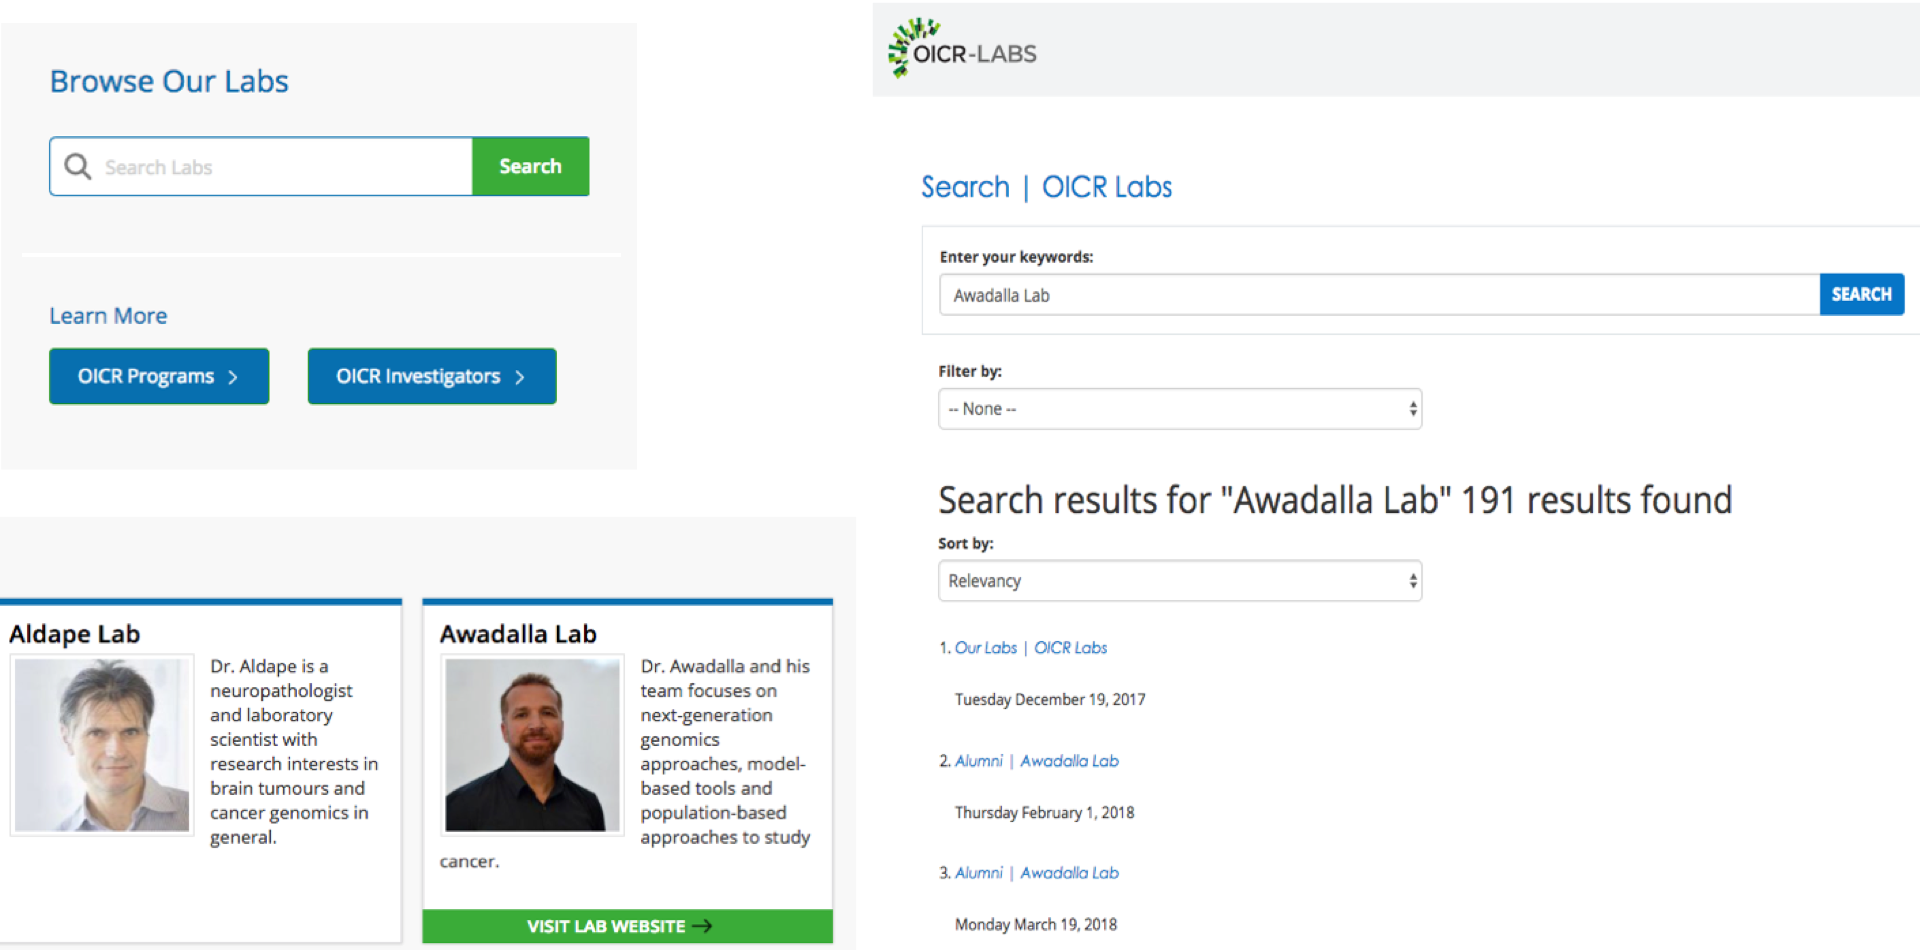 Browse Our Labs
Search Labs
Search
Learn More
OICR Programs
OICR Investigators
Aldape Lab
Dr. Aldape is a
neuropathologist
and laboratory
scientist with
research interests in
brain tumours and
cancer genomics in
general.
Awadalla Lab
Dr. Awadalla and his
team focuses on
next-generation
genomics
approaches, model-
based tools and
population-based
approaches to study
cancer.
VISIT LAB WEBSITE →
OICR-LABS
Search | OICR Labs
Enter your keywords:
Awadalla Lab
SEARCH
Filter by:
-- None --
Search results for "Awadalla Lab" 191 results found
Sort by:
Relevancy
1. Our Labs | OICR Labs
Tuesday December 19, 2017
2. Alumni | Awadalla Lab
Thursday February 1, 2018
3. Alumni | Awadalla Lab
Monday March 19, 2018